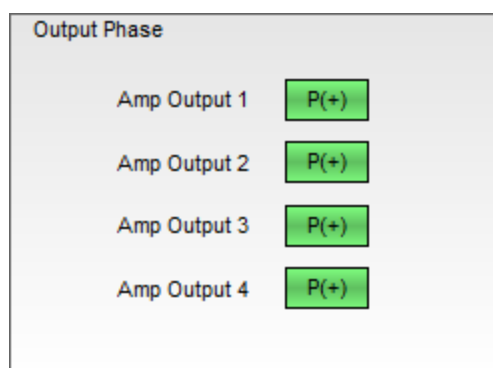 Output Phase
Amp Output 1 P(+)
Amp Output 2 P(+)
Amp Output 3 P(+)
Amp Output 4 P(+)